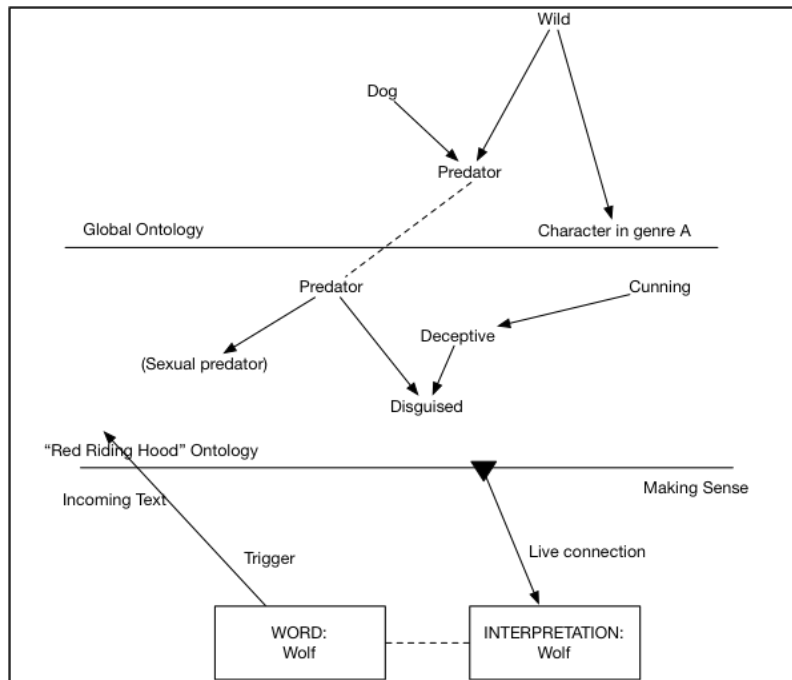 Wild
Dog
Predator
Global Ontology
Character in genre A
Predator
Cunning
Deceptive
(Sexual predator)
Disguised
“Red Riding Hood” Ontology
Making Sense
Incoming Text
Live connection
Trigger
WORD:
Wolf
INTERPRETATION:
Wolf